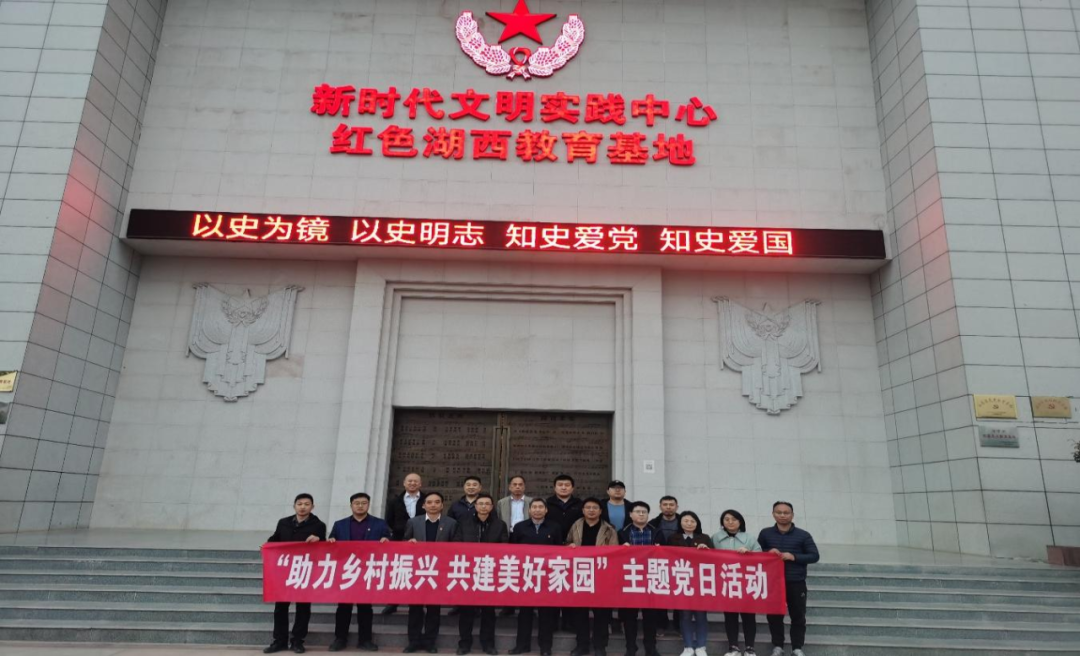 新时代文明实践中心
红色湖西教育基地
以史为镜 以史明志 知史爱党 知史爱国
“助力乡村振兴 共建美好家园”主题党日活动